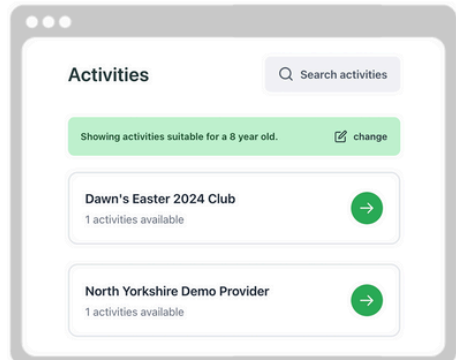 Activities
Search activities
Showing activities suitable for a 8 year old.
change
Dawn's Easter 2024 Club
1 activities available
North Yorkshire Demo Provider
1 activities available